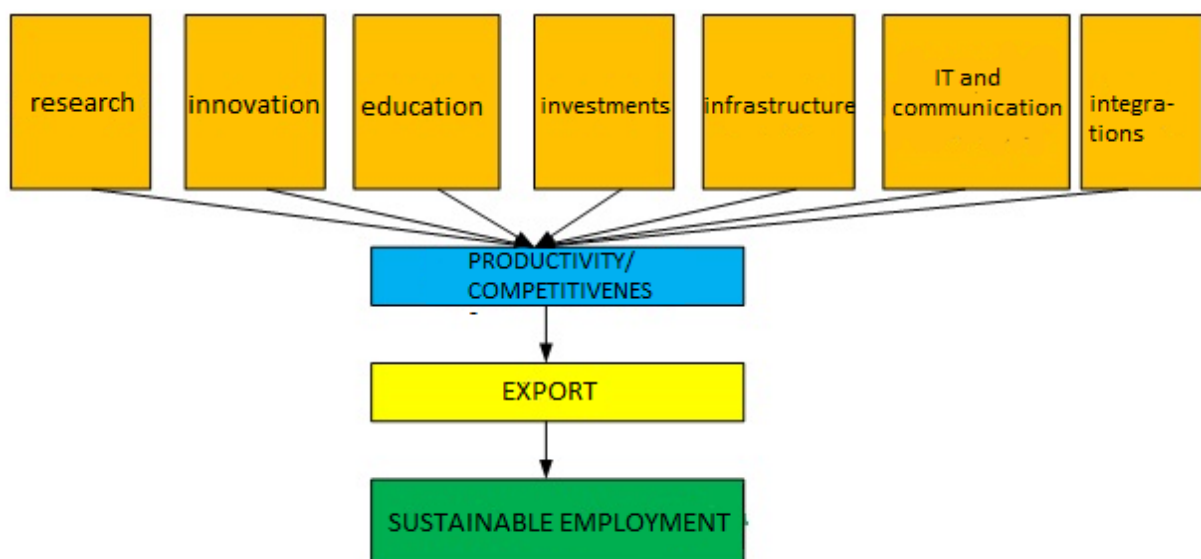 research
innovation
education
investments
infrastructure
IT and
communication
integra-
tions
PRODUCTIVITY/
COMPETITIVENES
EXPORT
SUSTAINABLE EMPLOYMENT